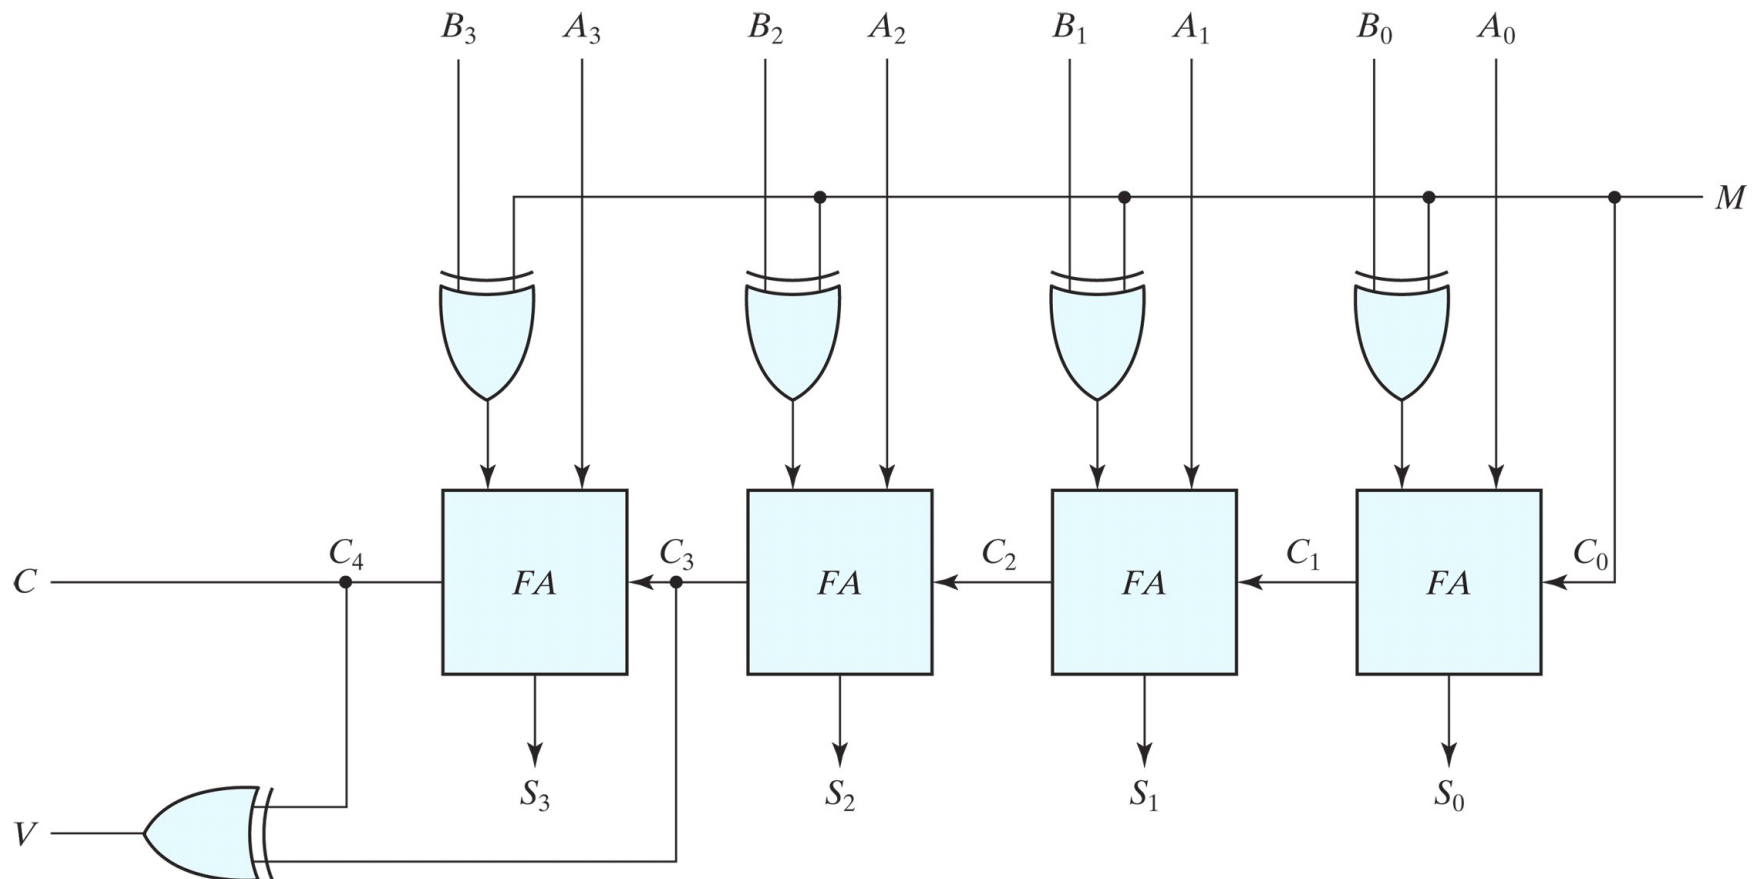 B₃ A₃ B₂ A₂ B₁ A₁ B₀ A₀
M
C₄ C₃ C₂ C₁ C₀
C FA FA FA FA
S₃ S₂ S₁ S₀
V